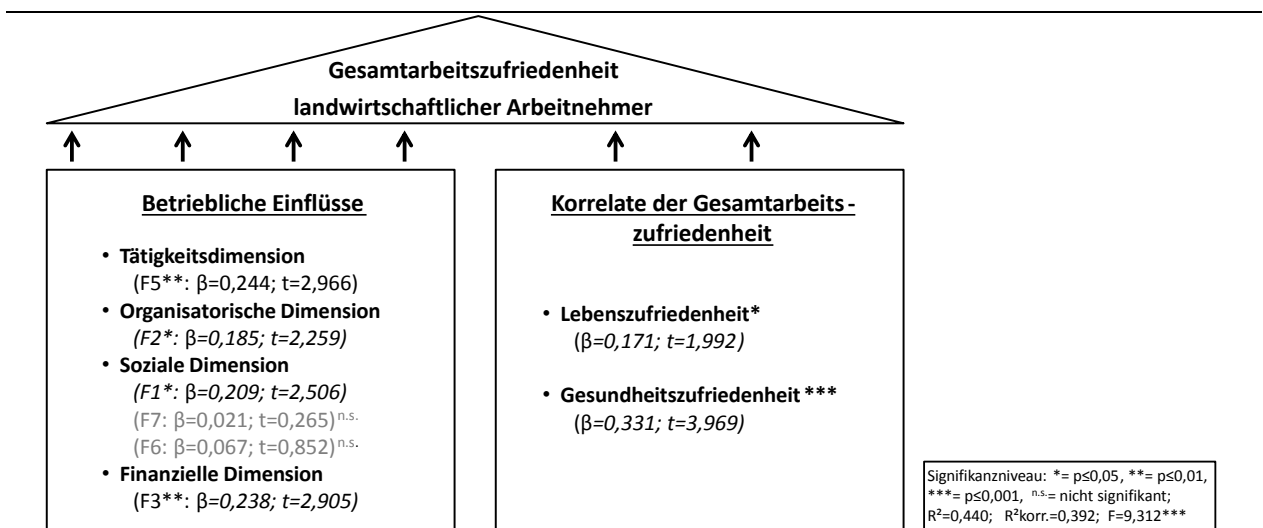 Gesamtarbeitszufriedenheit
landwirtschaftlicher Arbeitnehmer
Betriebliche Einflüsse
• Tätigkeitsdimension
(F5**: β=0,244; t=2,966)
• Organisatorische Dimension
(F2*: β=0,185; t=2,259)
• Soziale Dimension
(F1*: β=0,209; t=2,506)
(F7: β=0,021; t=0,265)n.s.
(F6: β=0,067; t=0,852)n.s.
• Finanzielle Dimension
(F3**: β=0,238; t=2,905)
Korrelate der Gesamtarbeits-
zufriedenheit
• Lebenszufriedenheit*
(β=0,171; t=1,992)
• Gesundheitszufriedenheit ***
(β=0,331; t=3,969)
Signifikanzniveau: *= p≤0,05, **= p≤0,01,
***= p≤0,001, n.s.= nicht signifikant;
R²=0,440; R²korr.=0,392; F=9,312***